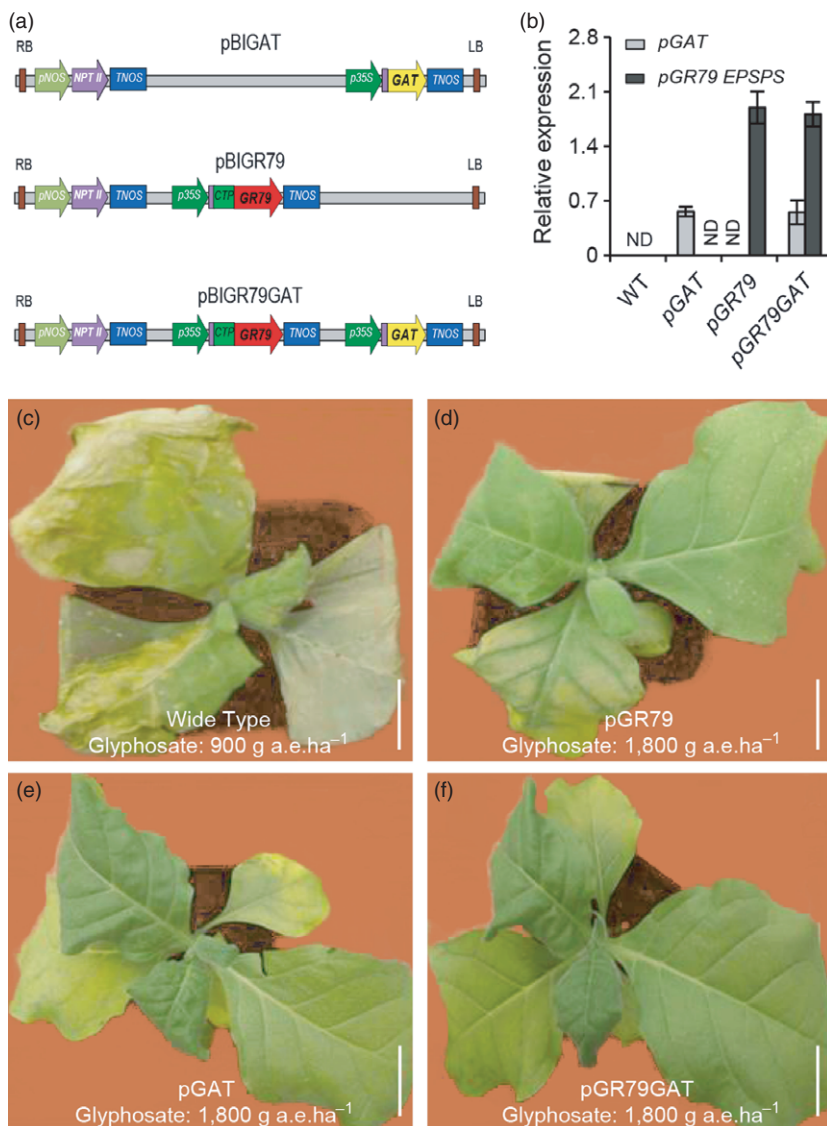 (a)
pBIGAT
RB
LB
pNOS NPT II TNOS p35S GAT TNOS
pBIGR79
RB
LB
pNOS NPT II TNOS p35S CTP GR79 TNOS
pBIGR79GAT
RB
LB
pNOS NPT II TNOS p35S CTP GR79 TNOS p35S GAT TNOS
(b)
Relative expression
2.8
2.1
1.4
0.7
0
pGAT
pGR79 EPSPS
ND
ND
ND
WT
pGAT
pGR79
pGR79GAT
(c)
Wide Type
Glyphosate: 900 g a.e.ha⁻¹
(d)
pGR79
Glyphosate: 1,800 g a.e.ha⁻¹
(e)
pGAT
Glyphosate: 1,800 g a.e.ha⁻¹
(f)
pGR79GAT
Glyphosate: 1,800 g a.e.ha⁻¹